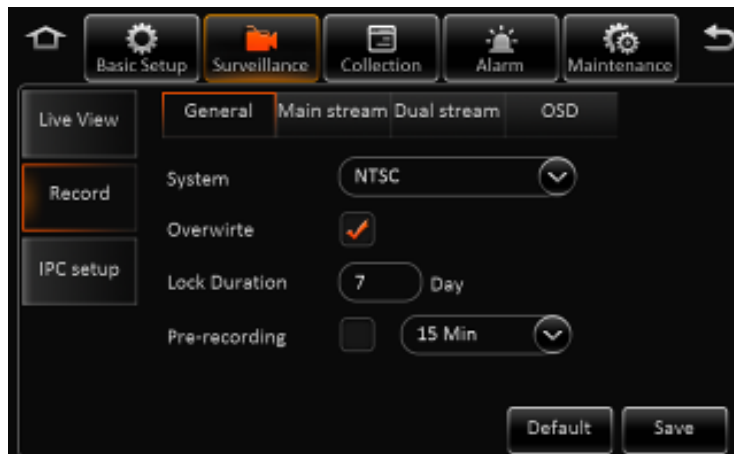 Basic Setup Surveillance Collection Alarm Maintenance
Live View
General Main stream Dual stream OSD
System NTSC
Record
Overwirte
IPC setup
Lock Duration 7 Day
Pre-recording 15 Min
Default Save